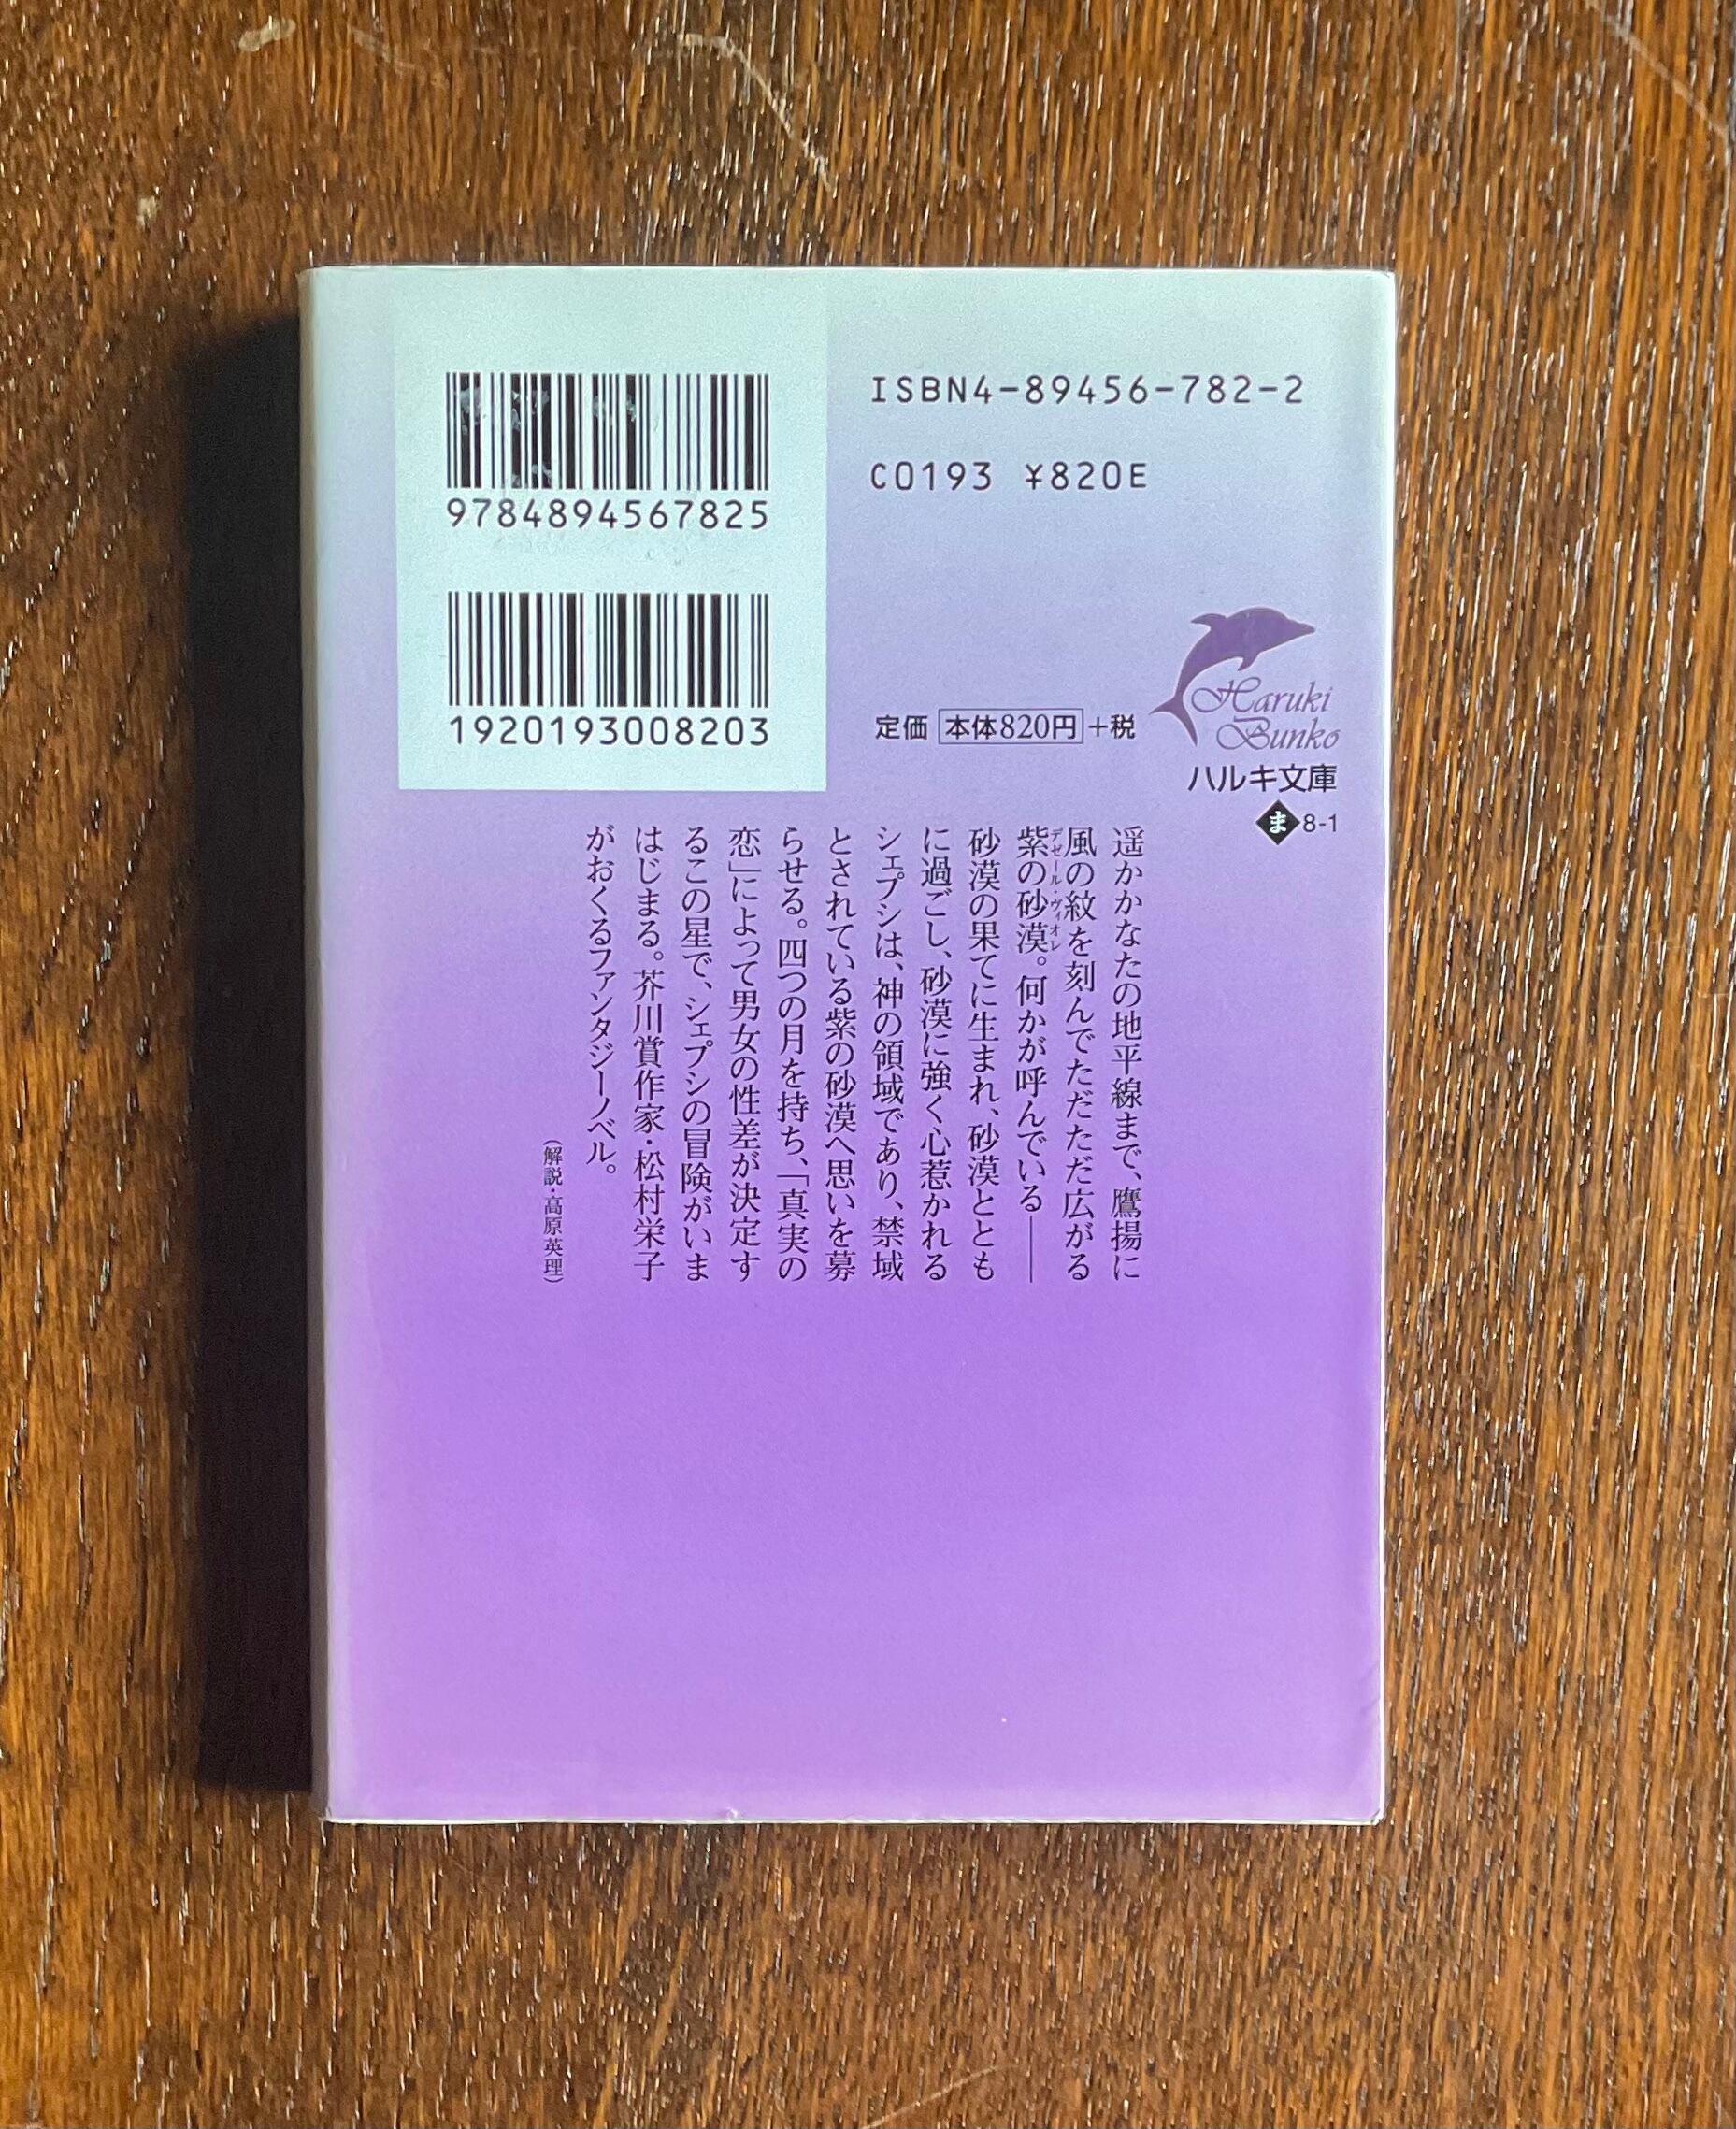 9784894567825
1920193008203
ISBN4-89456-782-2
C0193 ¥820E
定価 本体820円 +税
Haruki
Bunko
ハルキ文庫
ま 8-1
遥かかなたの地平線まで、鷹揚に
風の紋を刻んでただただ広がる
紫の砂漠。何かが呼んでいる――
デゼール・ヴィオレ
砂漠の果てに生まれ、砂漠ととも
に過ごし、砂漠に強く心惹かれる
シェプシは、神の領域であり、禁域
とされている紫の砂漠へ思いを募
らせる。四つの月を持ち、「真実の
恋」によって男女の性差が決定す
るこの星で、シェプシの冒険がいま
はじまる。芥川賞作家・松村栄子
がおくるファンタジーノベル。
（解説・高原英理）